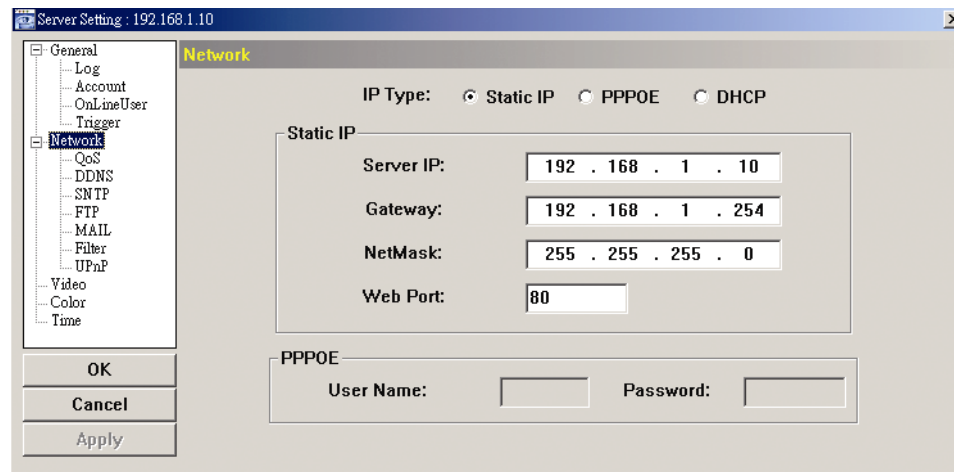 Server Setting : 192.168.1.10
General
Log
Account
OnLineUser
Trigger
Network
QoS
DDNS
SNTP
FTP
MAIL
Filter
UPnP
Video
Color
Time
OK
Cancel
Apply
Network
IP Type: Static IP PPPOE DHCP
Static IP
Server IP: 192 . 168 . 1 . 10
Gateway: 192 . 168 . 1 . 254
NetMask: 255 . 255 . 255 . 0
Web Port: 80
PPPOE
User Name: Password: